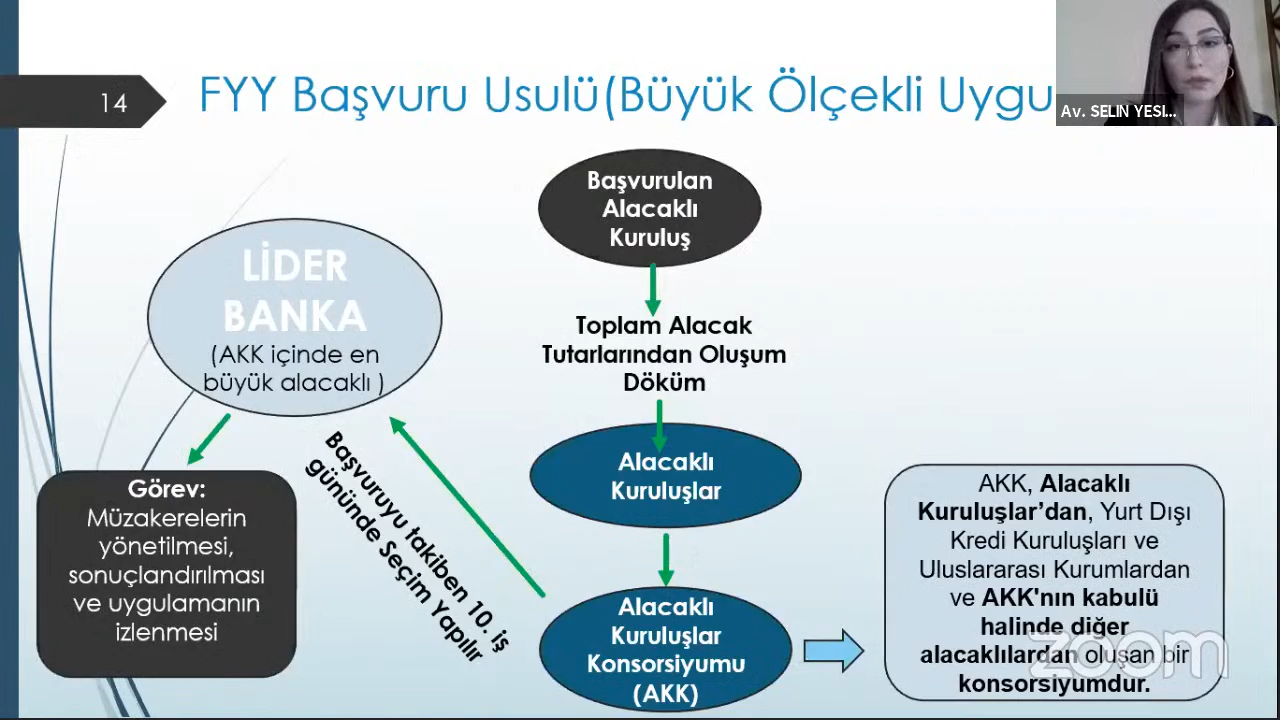 14
FYY Başvuru Usulü(Büyük Ölçekli Uygu
Av. SELIN YESI...
Başvurulan
Alacaklı
Kuruluş
LİDER
BANKA
(AKK içinde en
büyük alacaklı )
Toplam Alacak
Tutarlarından Oluşum
Döküm
Başvuruyu takiben 10. iş
gününde Seçim Yapılır
Alacaklı
Kuruluşlar
Görev:
Müzakerelerin
yönetilmesi,
sonuçlandırılması
ve uygulamanın
izlenmesi
Alacaklı
Kuruluşlar
Konsorsiyumu
(AKK)
AKK, Alacaklı
Kuruluşlar’dan, Yurt Dışı
Kredi Kuruluşları ve
Uluslararası Kurumlardan
ve AKK'nın kabulü
halinde diğer
alacaklılardan oluşan bir
konsorsiyumdur.
zoom